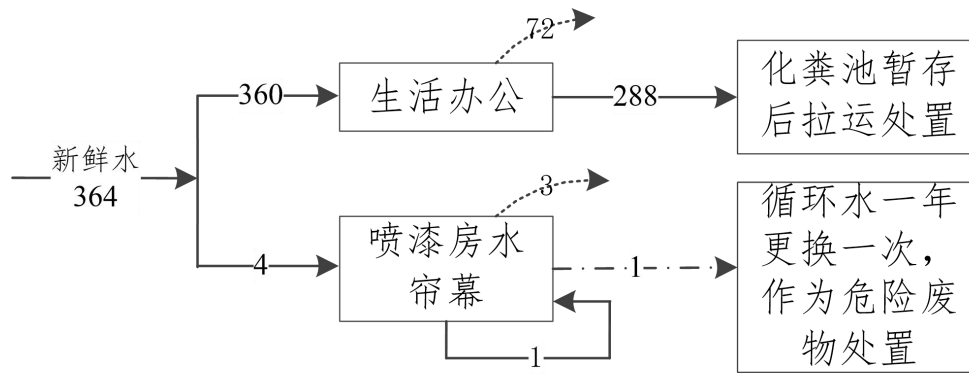 72
360
生活办公
288
化粪池暂存
后拉运处置
新鲜水
364
3
4
喷漆房水
帘幕
1
1
循环水一年
更换一次，
作为危险废
物处置